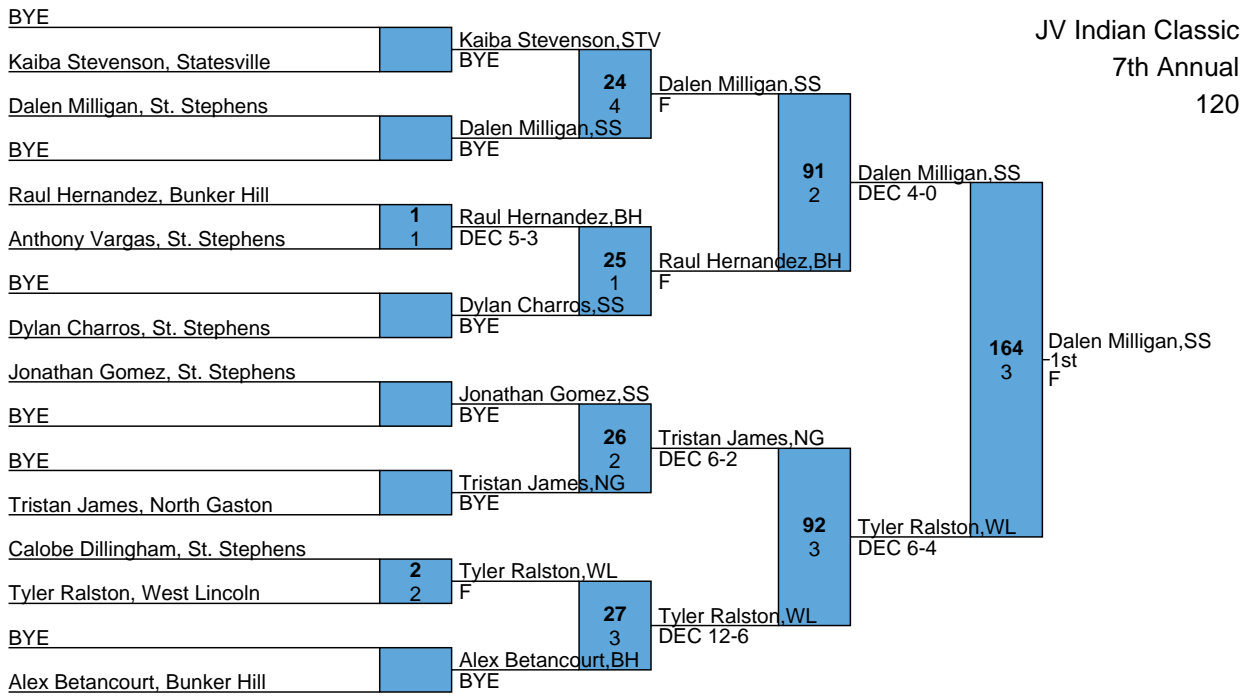 JV Indian Classic
7th Annual
120
BYE
Kaiba Stevenson, Statesville
Dalen Milligan, St. Stephens
BYE
Raul Hernandez, Bunker Hill
Anthony Vargas, St. Stephens
BYE
Dylan Charros, St. Stephens
Jonathan Gomez, St. Stephens
BYE
BYE
Tristan James, North Gaston
Calobe Dillingham, St. Stephens
Tyler Ralston, West Lincoln
BYE
Alex Betancourt, Bunker Hill
1
1
2
2
Kaiba Stevenson,STV
BYE
Dalen Milligan,SS
BYE
Raul Hernandez,BH
DEC 5-3
Dylan Charros,SS
BYE
Jonathan Gomez,SS
BYE
Tristan James,NG
BYE
Tyler Ralston,WL
F
Alex Betancourt,BH
BYE
24
4
25
1
26
2
27
3
Dalen Milligan,SS
F
Raul Hernandez,BH
F
Tristan James,NG
DEC 6-2
Tyler Ralston,WL
DEC 12-6
91
2
92
3
Dalen Milligan,SS
DEC 4-0
Tyler Ralston,WL
DEC 6-4
164
3
Dalen Milligan,SS
1st
F